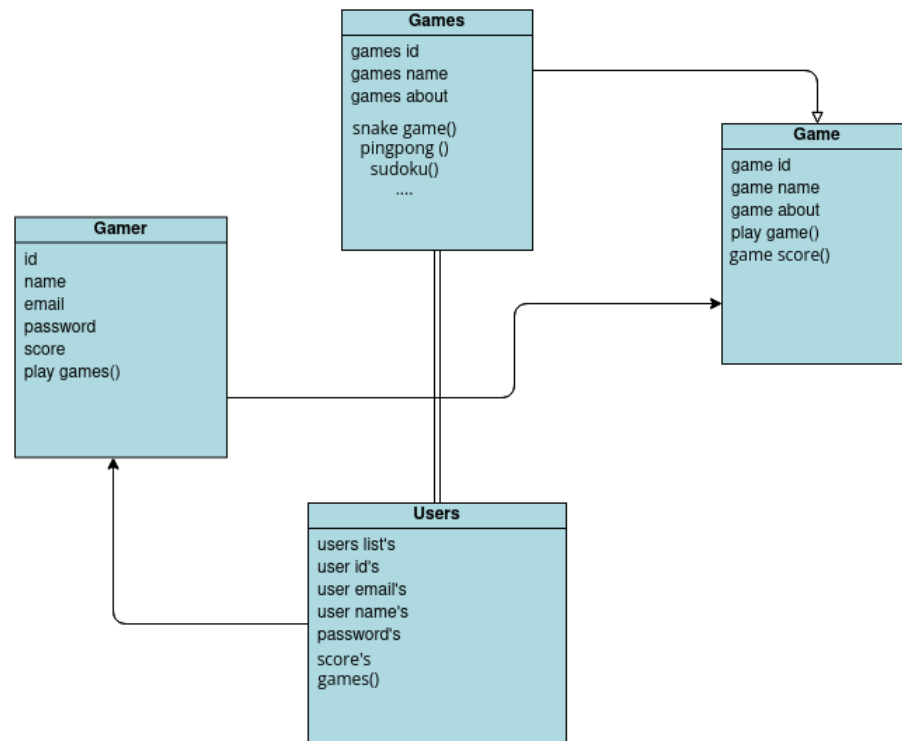 Games
games id
games name
games about
snake game()
pingpong ()
sudoku()
....
Game
game id
game name
game about
play game()
game score()
Gamer
id
name
email
password
score
play games()
Users
users list's
user id's
user email's
user name's
password's
score's
games()